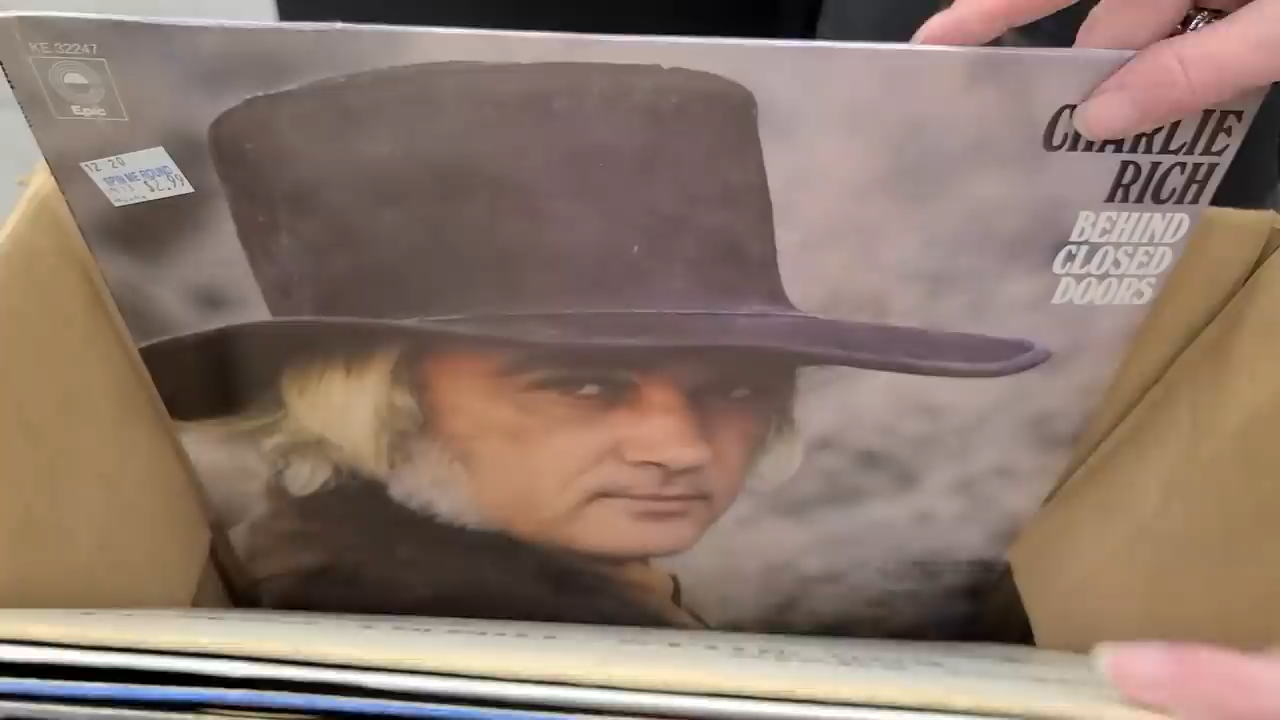 KE 32247
Epic
12 20
SPIN ME ROUND
$2.99
CHARLIE
RICH
BEHIND
CLOSED
DOORS